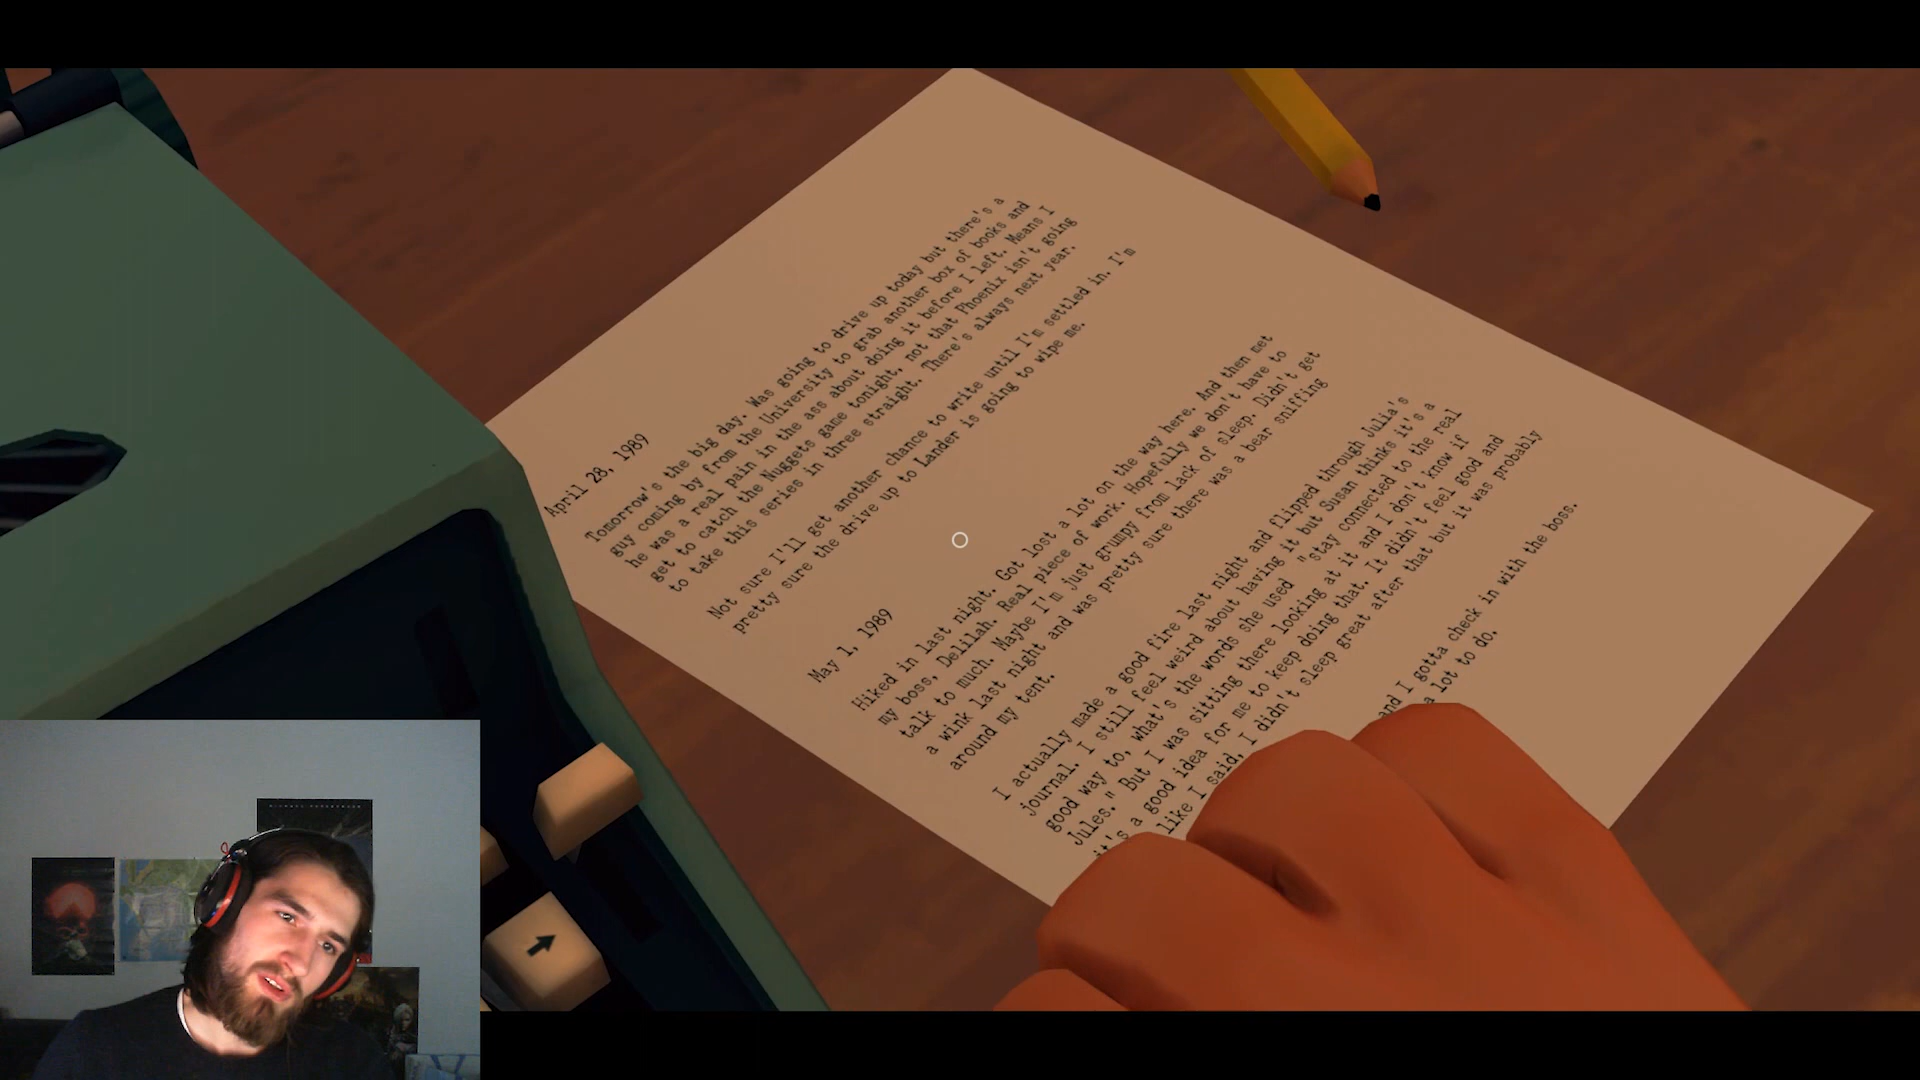 April 28, 1989
Tomorrow's the big day. Was going to drive up today but there's a
guy coming by from the University to grab another box of books and
he was a real pain in the ass about doing it before I left. Means I
get to catch the Nuggets game tonight, not that Phoenix isn't going
to take this series in three straight. There's always next year.
Not sure I'll get another chance to write until I'm settled in. I'm
pretty sure the drive up to Lander is going to wipe me.
May 1, 1989
Hiked in last night. Got lost a lot on the way here. And then met
my boss, Delilah. Real piece of work. Hopefully we don't have to
talk to much. Maybe I'm just grumpy from lack of sleep. Didn't get
a wink last night and was pretty sure there was a bear sniffing
around my tent.
I actually made a good fire last night and flipped through Julia's
journal. I still feel weird about having it but Susan thinks it's a
good way to, what's the words she used "stay connected to the real
Jules." But I was sitting there looking at it and I don't know if
it's a good idea for me to keep doing that. It didn't feel good and
like I said, I didn't sleep great after that but it was probably
and I gotta check in with the boss.
a lot to do.